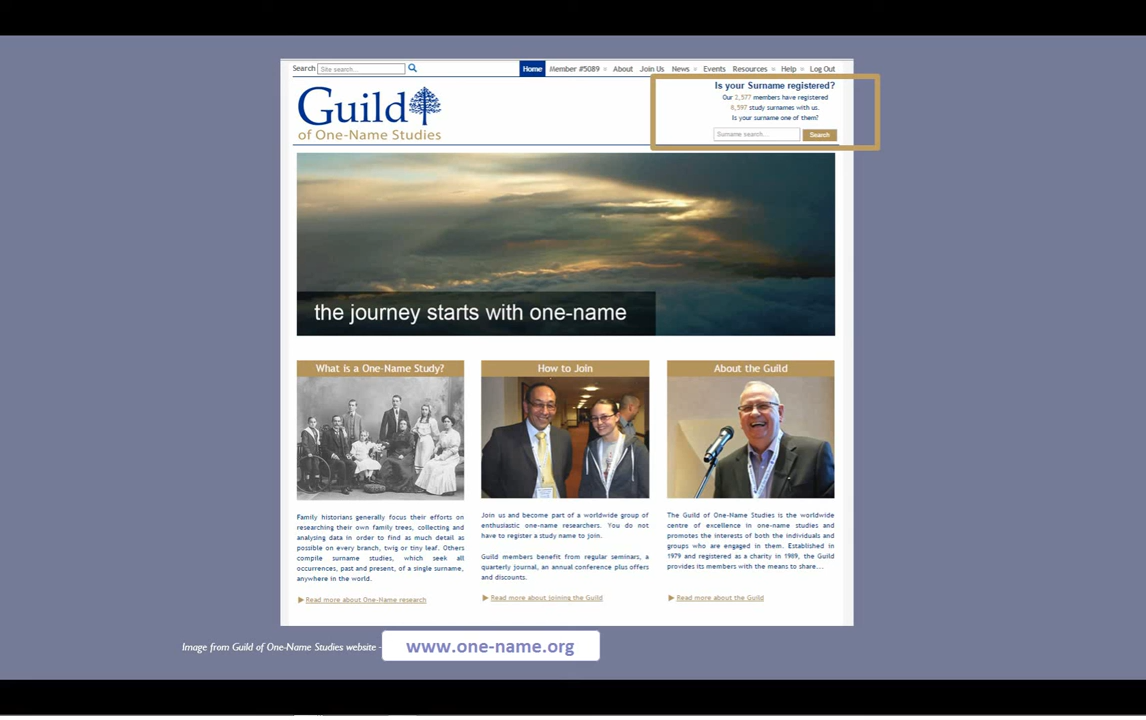 Search Site search...
Home Member #5089 About Join Us News Events Resources Help Log Out
Guild
of One-Name Studies
Is your Surname registered?
Our 2,577 members have registered
8,597 study surnames with us.
Is your surname one of them?
Surname search... Search
the journey starts with one-name
What is a One-Name Study?
Family historians generally focus their efforts on
researching their own family trees, collecting and
analysing data in order to find as much detail as
possible on every branch, twig or tiny leaf. Others
compile surname studies, which seek all
occurrences, past and present, of a single surname,
anywhere in the world.
Read more about One-Name research
How to Join
Join us and become part of a worldwide group of
enthusiastic one-name researchers. You do not
have to register a study name to join.
Guild members benefit from regular seminars, a
quarterly journal, an annual conference plus offers
and discounts.
Read more about joining the Guild
About the Guild
The Guild of One-Name Studies is the worldwide
centre of excellence in one-name studies and
promotes the interests of both the individuals and
groups who are engaged in them. Established in
1979 and registered as a charity in 1989, the Guild
provides its members with the means to share...
Read more about the Guild
Image from Guild of One-Name Studies website - www.one-name.org